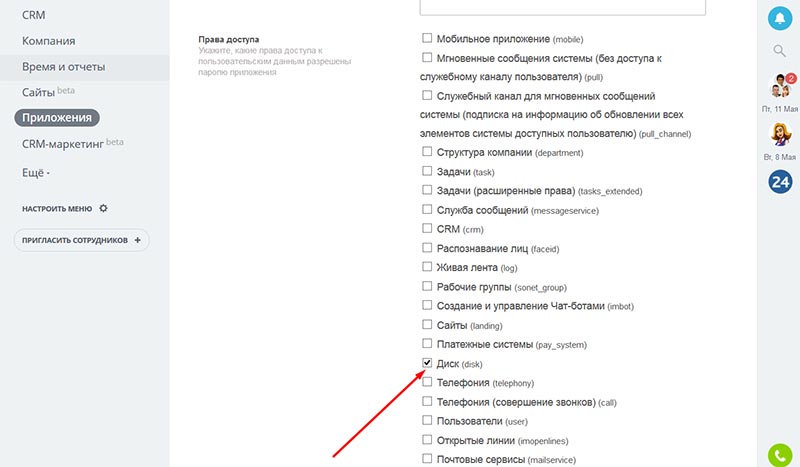 CRM
Компания
Время и отчеты
Сайты beta
Приложения
CRM-маркетинг beta
Ещё -
НАСТРОИТЬ МЕНЮ
ПРИГЛАСИТЬ СОТРУДНИКОВ +
Права доступа
Укажите, какие права доступа к
пользовательским данным разрешены
паролю приложения
Мобильное приложение (mobile)
Мгновенные сообщения системы (без доступа к
служебному каналу пользователя) (pull)
Служебный канал для мгновенных сообщений
системы (подписка на информацию об обновлении всех
элементов системы доступных пользователю) (pull_channel)
Структура компании (department)
Задачи (task)
Задачи (расширенные права) (tasks_extended)
Служба сообщений (messageservice)
CRM (crm)
Распознавание лиц (faceid)
Живая лента (log)
Рабочие группы (sonet_group)
Создание и управление Чат-ботами (imbot)
Сайты (landing)
Платежные системы (pay_system)
Диск (disk)
Телефония (telephony)
Телефония (совершение звонков) (call)
Пользователи (user)
Открытые линии (imopenlines)
Почтовые сервисы (mailservice)
2
Пт, 11 Мая
Вт, 8 Мая
24